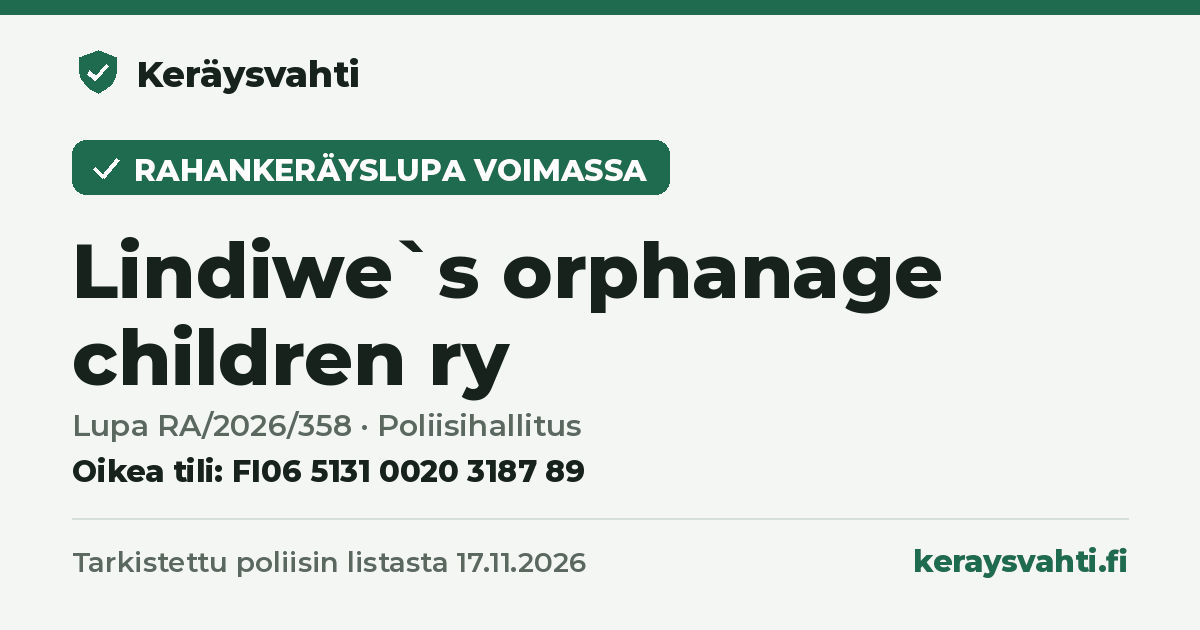 Keräysvahti
RAHANKERÄYSLUPA VOIMASSA
Lindiwe`s orphanage
children ry
Lupa RA/2026/358 · Poliisihallitus
Oikea tili: FI06 5131 0020 3187 89
Tarkistettu poliisin listasta 17.11.2026
keraysvahti.fi